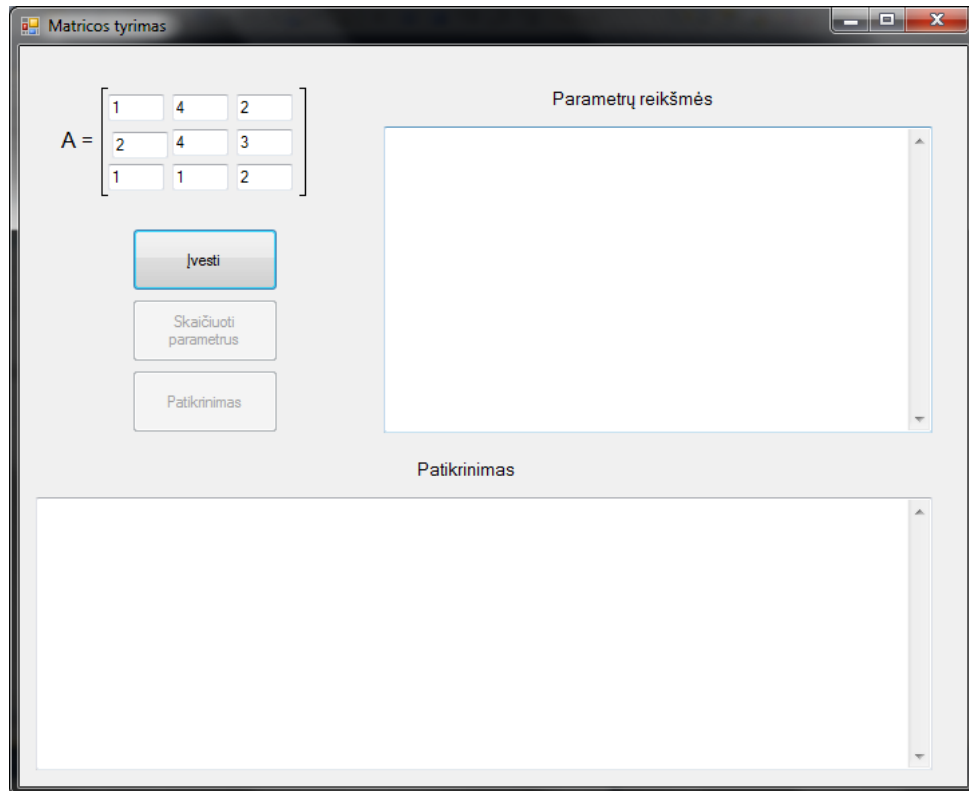 Matricos tyrimas
Parametrų reikšmės
1 4 2
A =
2 4 3
1 1 2
Įvesti
Skaičiuoti
parametrus
Patikrinimas
Patikrinimas